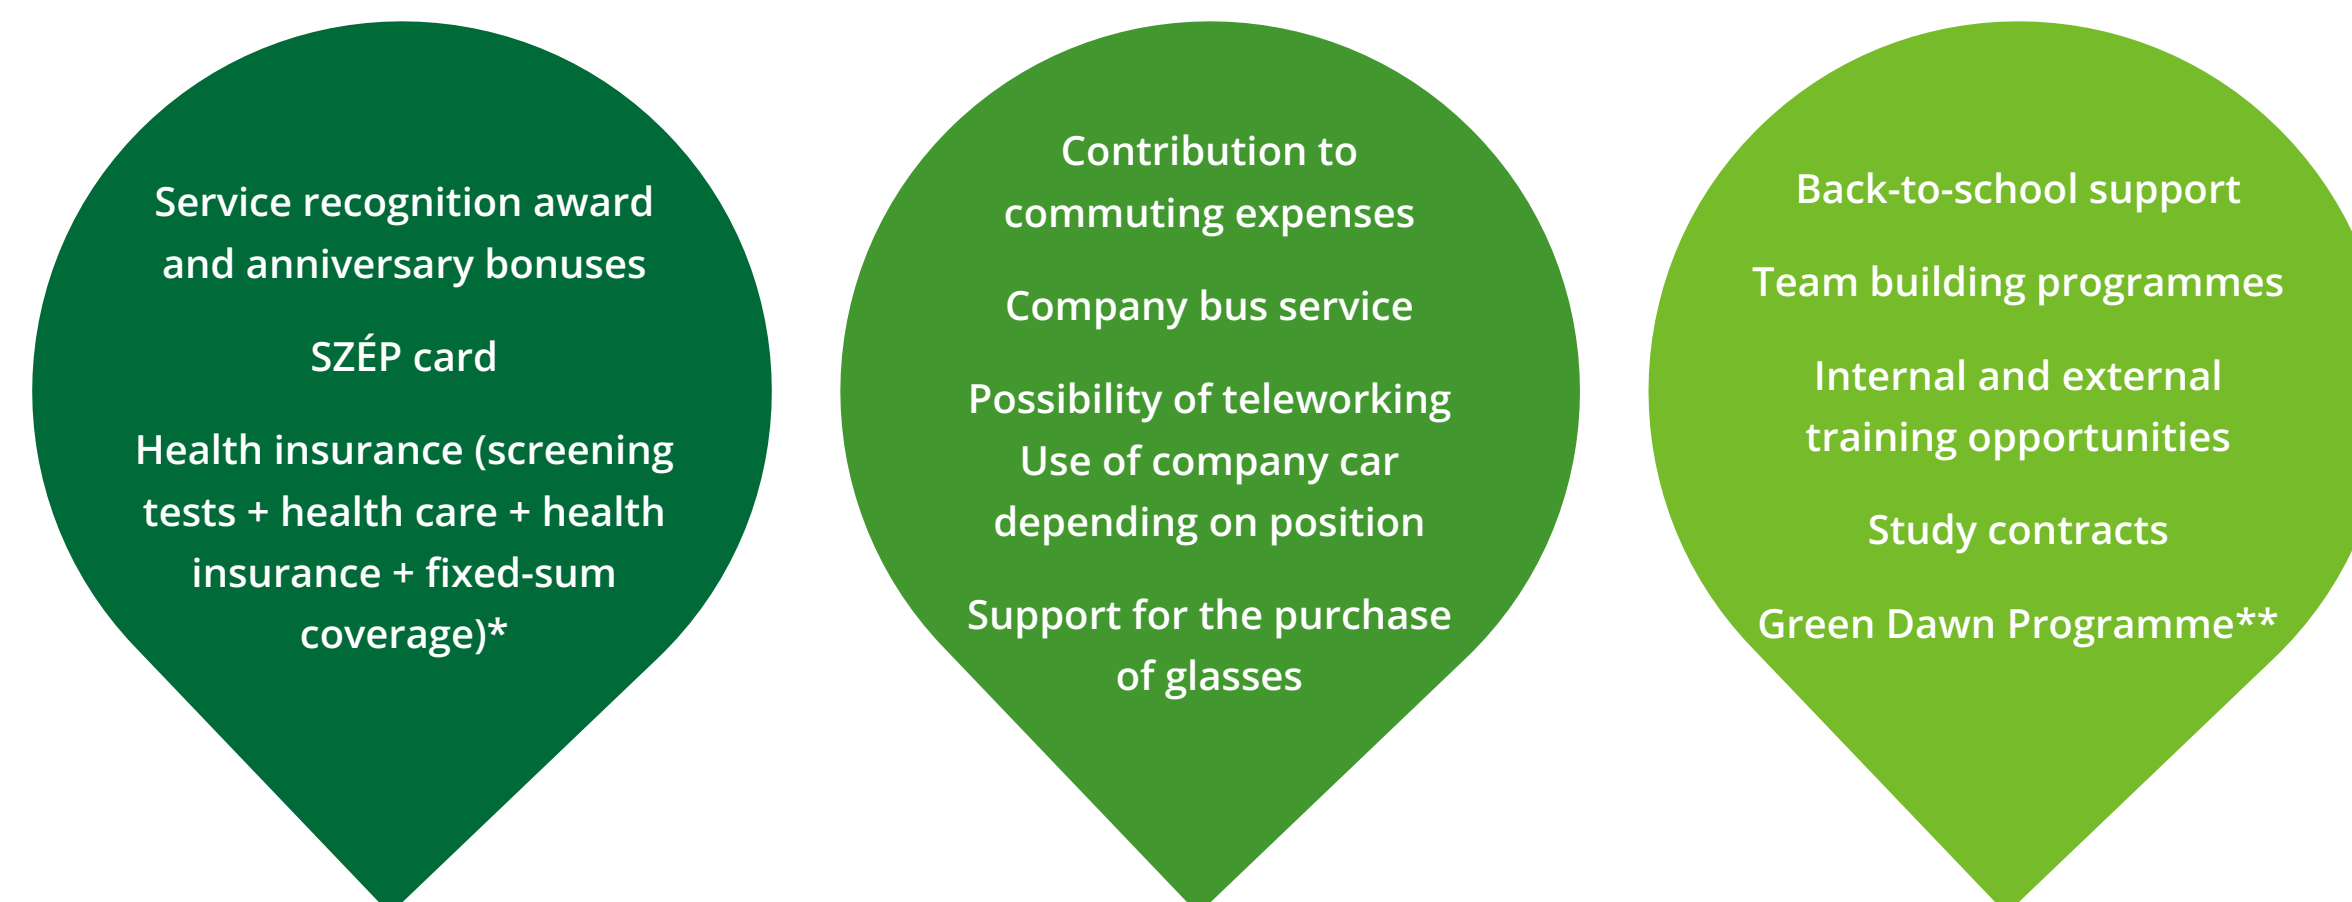 Service recognition award
and anniversary bonuses
SZÉP card
Health insurance (screening
tests + health care + health
insurance + fixed-sum
coverage)*
Contribution to
commuting expenses
Company bus service
Possibility of teleworking
Use of company car
depending on position
Support for the purchase
of glasses
Back-to-school support
Team building programmes
Internal and external
training opportunities
Study contracts
Green Dawn Programme**